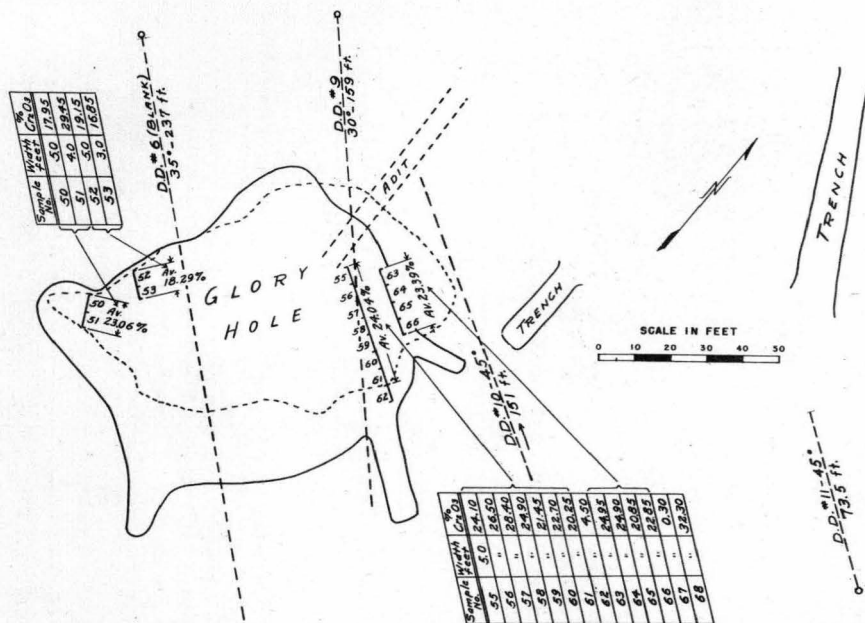 Sample No. Width feet % Cr₂O₃
50 5.0 17.95
51 4.0 29.45
52 5.0 19.15
53 3.0 16.85
D.D. #6 (BLANK)
35°-237 ft.
D.D. #9
30°-159 ft.
ADIT
GLORY
HOLE
52
53
Av.
18.29%
50
51
Av.
23.06%
55
56
57
58
59
60
61
62
Av. 24.04%
63
64
65
66
Av. 23.39%
TRENCH
TRENCH
N
SCALE IN FEET
0 10 20 30 40 50
D.D. #10-45°
151 ft.
D.D. #11-45°
73.5 ft.
Sample No. Width feet % Cr₂O₃
55 5.0 24.10
56 " 26.50
57 " 28.40
58 " 24.90
59 " 21.45
60 " 22.70
61 " 20.25
62 " 4.50
63 " 24.95
64 " 24.90
65 " 20.85
66 " 22.85
67 " 0.30
68 " 32.30